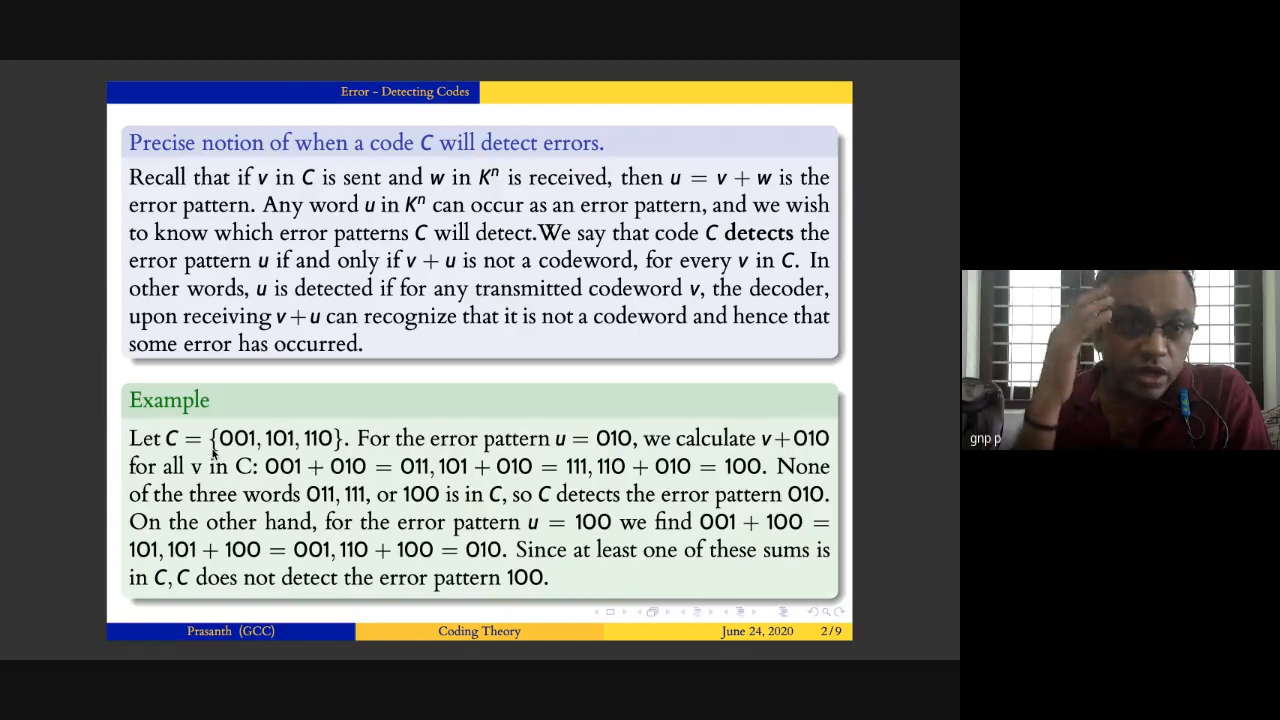 Error - Detecting Codes
Precise notion of when a code C will detect errors.
Recall that if v in C is sent and w in Kⁿ is received, then u = v + w is the
error pattern. Any word u in Kⁿ can occur as an error pattern, and we wish
to know which error patterns C will detect.We say that code C detects the
error pattern u if and only if v + u is not a codeword, for every v in C. In
other words, u is detected if for any transmitted codeword v, the decoder,
upon receiving v+u can recognize that it is not a codeword and hence that
some error has occurred.
Example
Let C = {001, 101, 110}. For the error pattern u = 010, we calculate v+010
for all v in C: 001 + 010 = 011, 101 + 010 = 111, 110 + 010 = 100. None
of the three words 011, 111, or 100 is in C, so C detects the error pattern 010.
On the other hand, for the error pattern u = 100 we find 001 + 100 =
101, 101 + 100 = 001, 110 + 100 = 010. Since at least one of these sums is
in C, C does not detect the error pattern 100.
Prasanth (GCC) Coding Theory June 24, 2020 2/9
gnp p